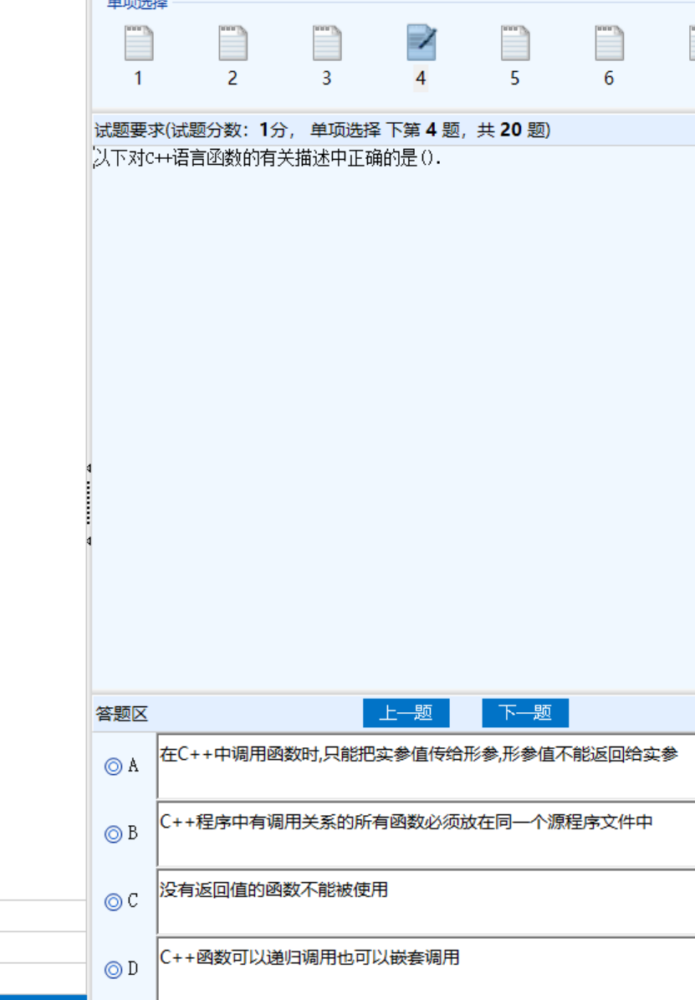 单项选择
1 2 3 4 5 6
试题要求(试题分数：1分， 单项选择 下第 4 题，共 20 题)
以下对C++语言函数的有关描述中正确的是().
答题区 上一题 下一题
A 在C++中调用函数时,只能把实参值传给形参,形参值不能返回给实参
B C++程序中有调用关系的所有函数必须放在同一个源程序文件中
C 没有返回值的函数不能被使用
D C++函数可以递归调用也可以嵌套调用